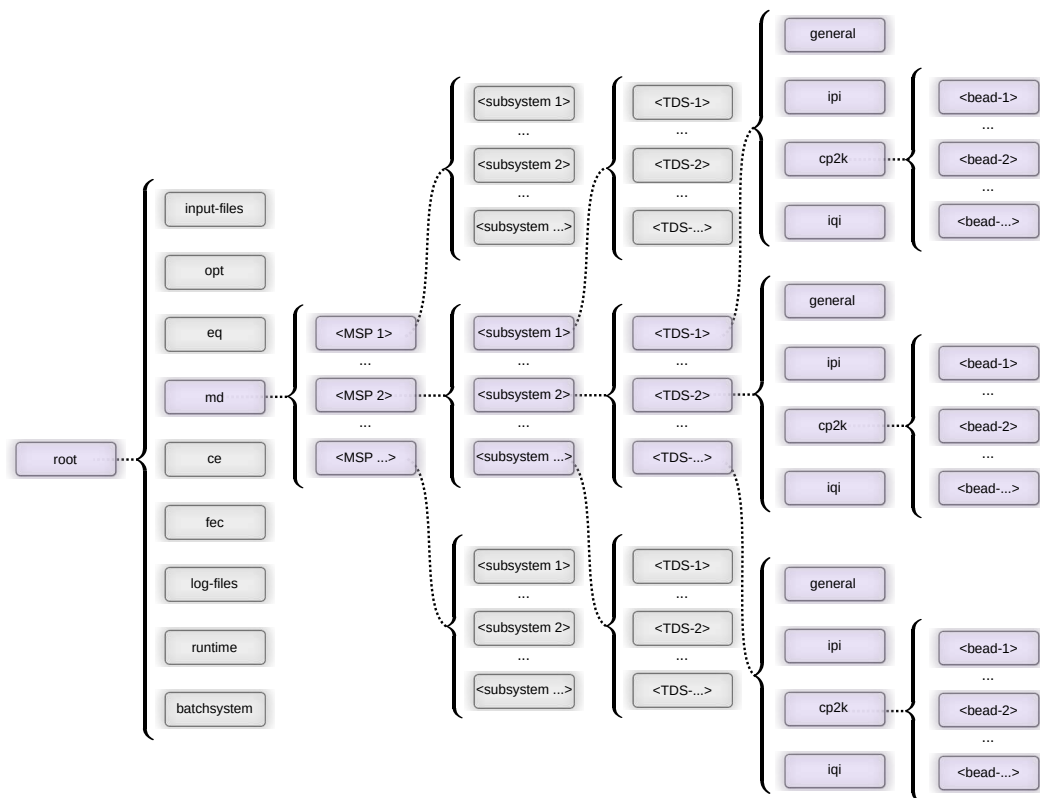 root
input-files
opt
eq
md
ce
fec
log-files
runtime
batchsystem
<MSP 1>
...
<MSP 2>
...
<MSP ...>
<subsystem 1>
...
<subsystem 2>
...
<subsystem ...>
<subsystem 1>
...
<subsystem 2>
...
<subsystem ...>
<subsystem 1>
...
<subsystem 2>
...
<subsystem ...>
<TDS-1>
...
<TDS-2>
...
<TDS-...>
<TDS-1>
...
<TDS-2>
...
<TDS-...>
<TDS-1>
...
<TDS-2>
...
<TDS-...>
general
ipi
cp2k
iqi
<bead-1>
...
<bead-2>
...
<bead-...>
general
ipi
cp2k
iqi
<bead-1>
...
<bead-2>
...
<bead-...>
general
ipi
cp2k
iqi
<bead-1>
...
<bead-2>
...
<bead-...>